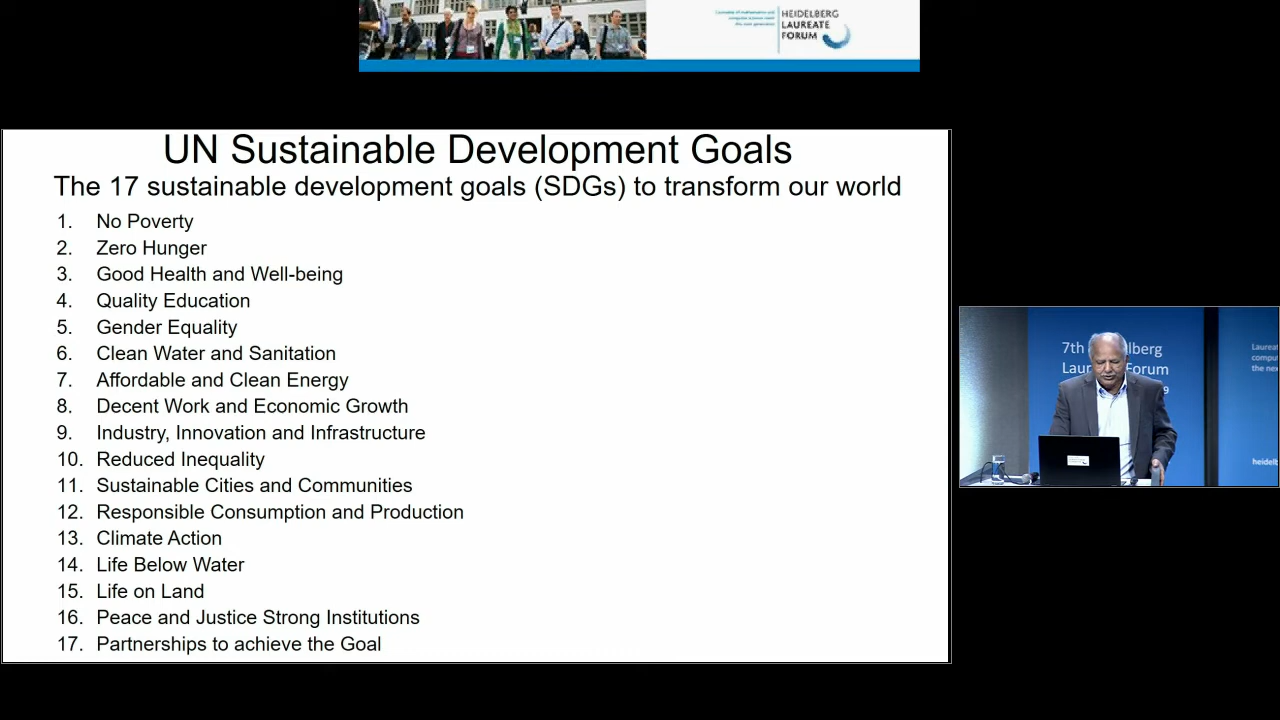 HEIDELBERG
LAUREATE
FORUM
UN Sustainable Development Goals
The 17 sustainable development goals (SDGs) to transform our world
1. No Poverty
2. Zero Hunger
3. Good Health and Well-being
4. Quality Education
5. Gender Equality
6. Clean Water and Sanitation
7. Affordable and Clean Energy
8. Decent Work and Economic Growth
9. Industry, Innovation and Infrastructure
10. Reduced Inequality
11. Sustainable Cities and Communities
12. Responsible Consumption and Production
13. Climate Action
14. Life Below Water
15. Life on Land
16. Peace and Justice Strong Institutions
17. Partnerships to achieve the Goal
7th
Forum